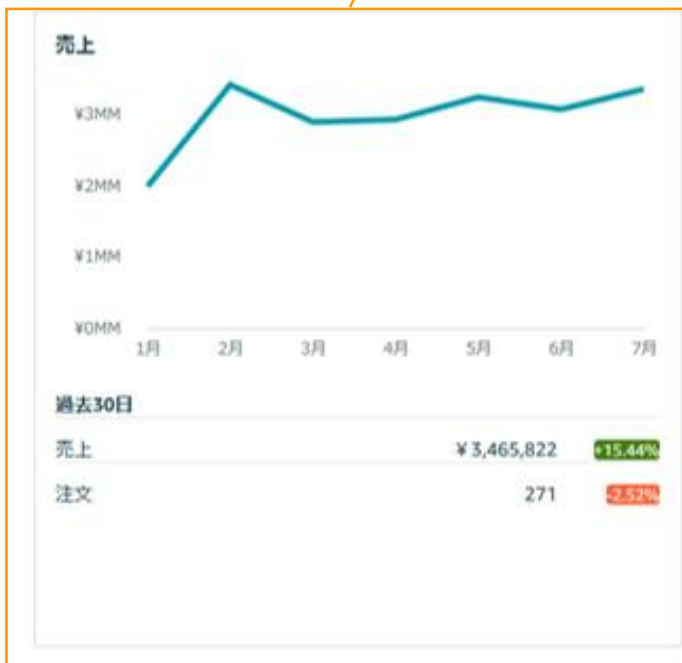 売上
¥3MM
¥2MM
¥1MM
¥0MM
1月 2月 3月 4月 5月 6月 7月
過去30日
売上 ¥3,465,822 +15.44%
注文 271 -2.52%